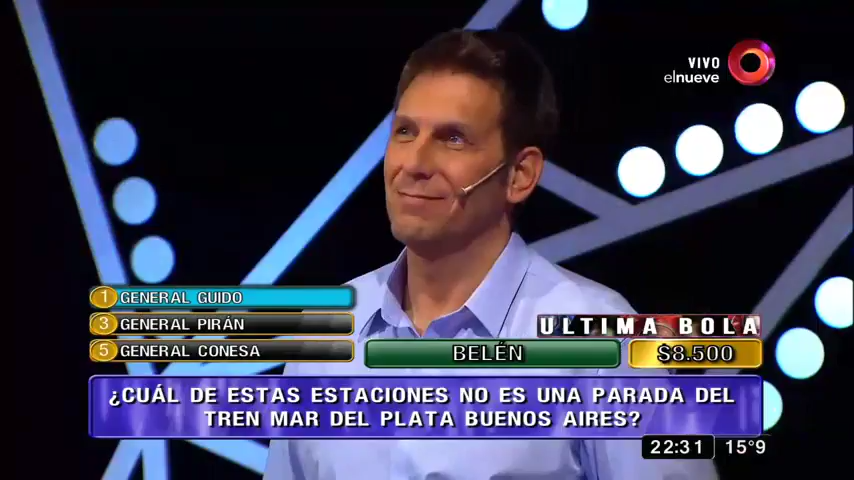 VIVO
elnueve
1 GENERAL GUIDO
3 GENERAL PIRÁN
5 GENERAL CONESA
ULTIMA BOLA
BELÉN
$8.500
¿CUÁL DE ESTAS ESTACIONES NO ES UNA PARADA DEL
TREN MAR DEL PLATA BUENOS AIRES?
22:31 15°9